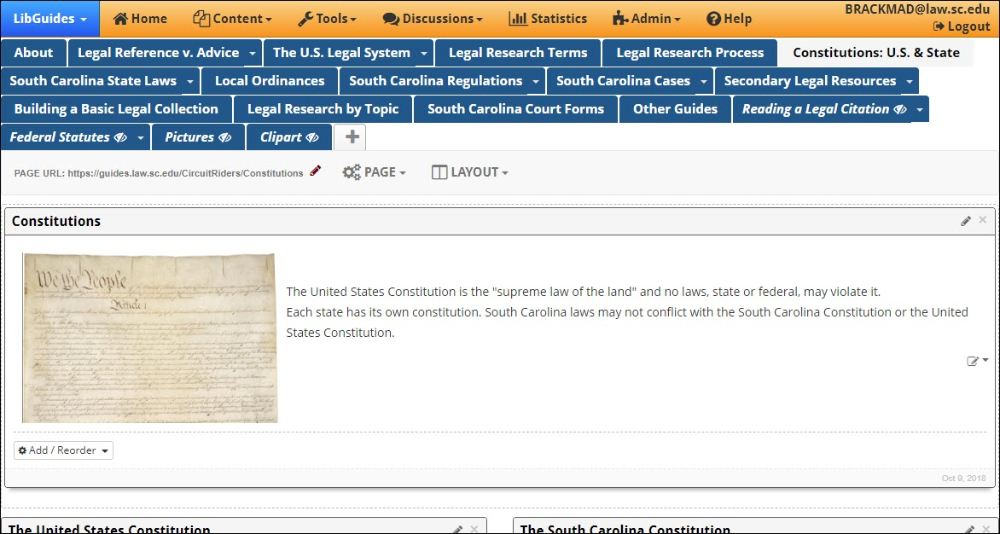 LibGuides Home Content Tools Discussions Statistics Admin Help BRACKMAD@law.sc.edu
Logout
About Legal Reference v. Advice The U.S. Legal System Legal Research Terms Legal Research Process Constitutions: U.S. & State
South Carolina State Laws Local Ordinances South Carolina Regulations South Carolina Cases Secondary Legal Resources
Building a Basic Legal Collection Legal Research by Topic South Carolina Court Forms Other Guides Reading a Legal Citation
Federal Statutes Pictures Clipart +
PAGE URL: https://guides.law.sc.edu/CircuitRiders/Constitutions PAGE LAYOUT
Constitutions
We the People
Article I
The United States Constitution is the "supreme law of the land" and no laws, state or federal, may violate it.
Each state has its own constitution. South Carolina laws may not conflict with the South Carolina Constitution or the United
States Constitution.
Add / Reorder
Oct 9, 2018
The United States Constitution The South Carolina Constitution